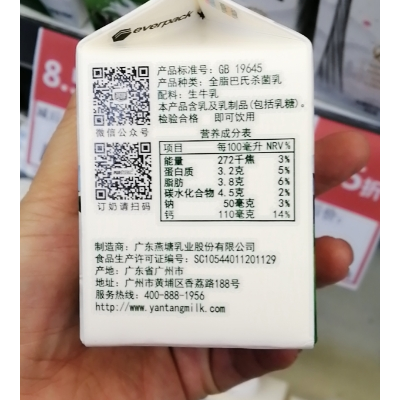 everpack
8.
折
产品标准号: GB 19645
产品种类: 全脂巴氏杀菌乳
配料: 生牛乳
本产品含乳及乳制品(包括乳糖)
检验合格 即可饮用
微信公众号
订奶请扫码
营养成分表
项目 每100毫升 NRV%
能量 272千焦 3%
蛋白质 3.2克 5%
脂肪 3.8克 6%
碳水化合物 4.5克 2%
钠 50毫克 3%
钙 110毫克 14%
制造商: 广东燕塘乳业股份有限公司
食品生产许可证编号: SC10544011201129
产地: 广东省广州市
地址: 广州市黄埔区香荔路188号
服务热线: 400-888-1956
http://www.yantangmilk.com